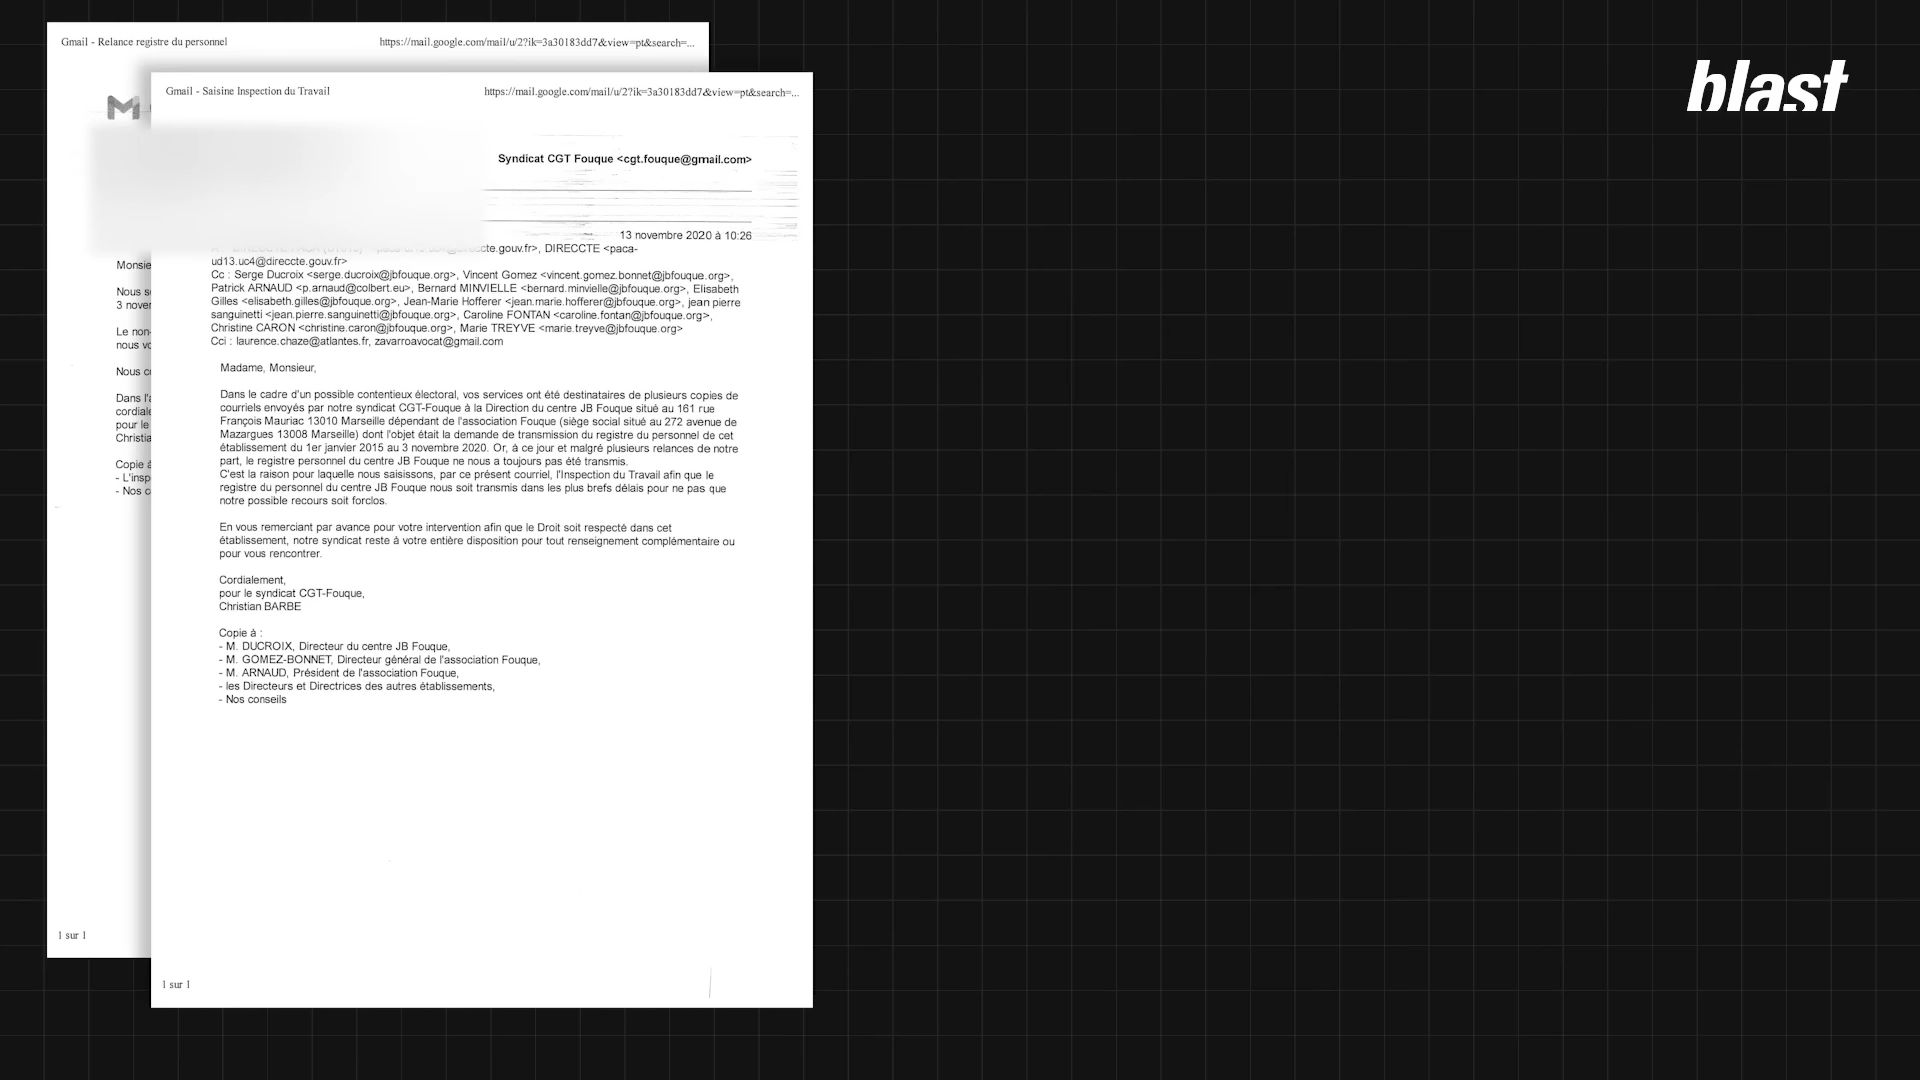 Gmail - Relance registre du personnel
https://mail.google.com/mail/u/2?ik=3a30183dd7&view=pt&search=...
Monsie
Nous s
3 nover
Le non-
nous vo
Nous c
Dans l'a
cordiale
pour le
Christia
Copie à
- L'insp
- Nos c
1 sur 1
Gmail - Saisine Inspection du Travail
https://mail.google.com/mail/u/2?ik=3a30183dd7&view=pt&search=...
Syndicat CGT Fouque <cgt.fouque@gmail.com>
13 novembre 2020 à 10:26
DIRECCTE <paca-
ud13.uc4@direccte.gouv.fr>
Cc : Serge Ducroix <serge.ducroix@jbfouque.org>, Vincent Gomez <vincent.gomez.bonnet@jbfouque.org>,
Patrick ARNAUD <p.arnaud@colbert.eu>, Bernard MINVIELLE <bernard.minvielle@jbfouque.org>, Elisabeth
Gilles <elisabeth.gilles@jbfouque.org>, Jean-Marie Hofferer <jean.marie.hofferer@jbfouque.org>, jean pierre
sanguinetti <jean.pierre.sanguinetti@jbfouque.org>, Caroline FONTAN <caroline.fontan@jbfouque.org>,
Christine CARON <christine.caron@jbfouque.org>, Marie TREYVE <marie.treyve@jbfouque.org>
Cci : laurence.chaze@atlantes.fr, zavarroavocat@gmail.com
Madame, Monsieur,
Dans le cadre d'un possible contentieux électoral, vos services ont été destinataires de plusieurs copies de
courriels envoyés par notre syndicat CGT-Fouque à la Direction du centre JB Fouque situé au 161 rue
François Mauriac 13010 Marseille dépendant de l'association Fouque (siège social situé au 272 avenue de
Mazargues 13008 Marseille) dont l'objet était la demande de transmission du registre du personnel de cet
établissement du 1er janvier 2015 au 3 novembre 2020. Or, à ce jour et malgré plusieurs relances de notre
part, le registre personnel du centre JB Fouque ne nous a toujours pas été transmis.
C'est la raison pour laquelle nous saisissons, par ce présent courriel, l'Inspection du Travail afin que le
registre du personnel du centre JB Fouque nous soit transmis dans les plus brefs délais pour ne pas que
notre possible recours soit forclos.
En vous remerciant par avance pour votre intervention afin que le Droit soit respecté dans cet
établissement, notre syndicat reste à votre entière disposition pour tout renseignement complémentaire ou
pour vous rencontrer.
Cordialement,
pour le syndicat CGT-Fouque,
Christian BARBE
Copie à :
- M. DUCROIX, Directeur du centre JB Fouque,
- M. GOMEZ-BONNET, Directeur général de l'association Fouque,
- M. ARNAUD, Président de l'association Fouque,
- les Directeurs et Directrices des autres établissements,
- Nos conseils
1 sur 1
blast